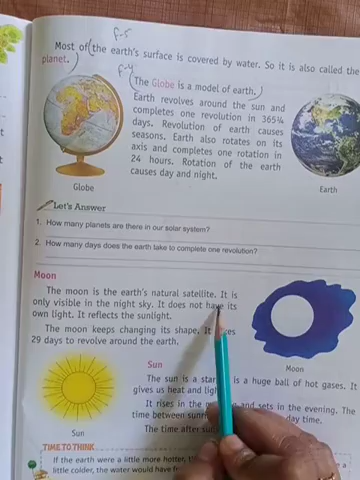 F-5
Most of the earth's surface is covered by water. So it is also called the
planet.
F-4
The Globe is a model of earth.
Earth revolves around the sun and
completes one revolution in 365¼
days. Revolution of earth causes
seasons. Earth also rotates on its
axis and completes one rotation in
24 hours. Rotation of the earth
causes day and night.
Globe
Earth
Let's Answer
1. How many planets are there in our solar system?
2. How many days does the earth take to complete one revolution?
Moon
The moon is the earth's natural satellite. It is
only visible in the night sky. It does not have its
own light. It reflects the sunlight.
The moon keeps changing its shape. It
29 days to revolve around the earth.
Moon
Sun
The sun is a star. is a huge ball of hot gases. It
gives us heat and
It rises in the and sets in the evening. The
time between day time.
The time after
Sun
TIME TO THINK
If the earth were a little more hotter,
little colder, the water would have